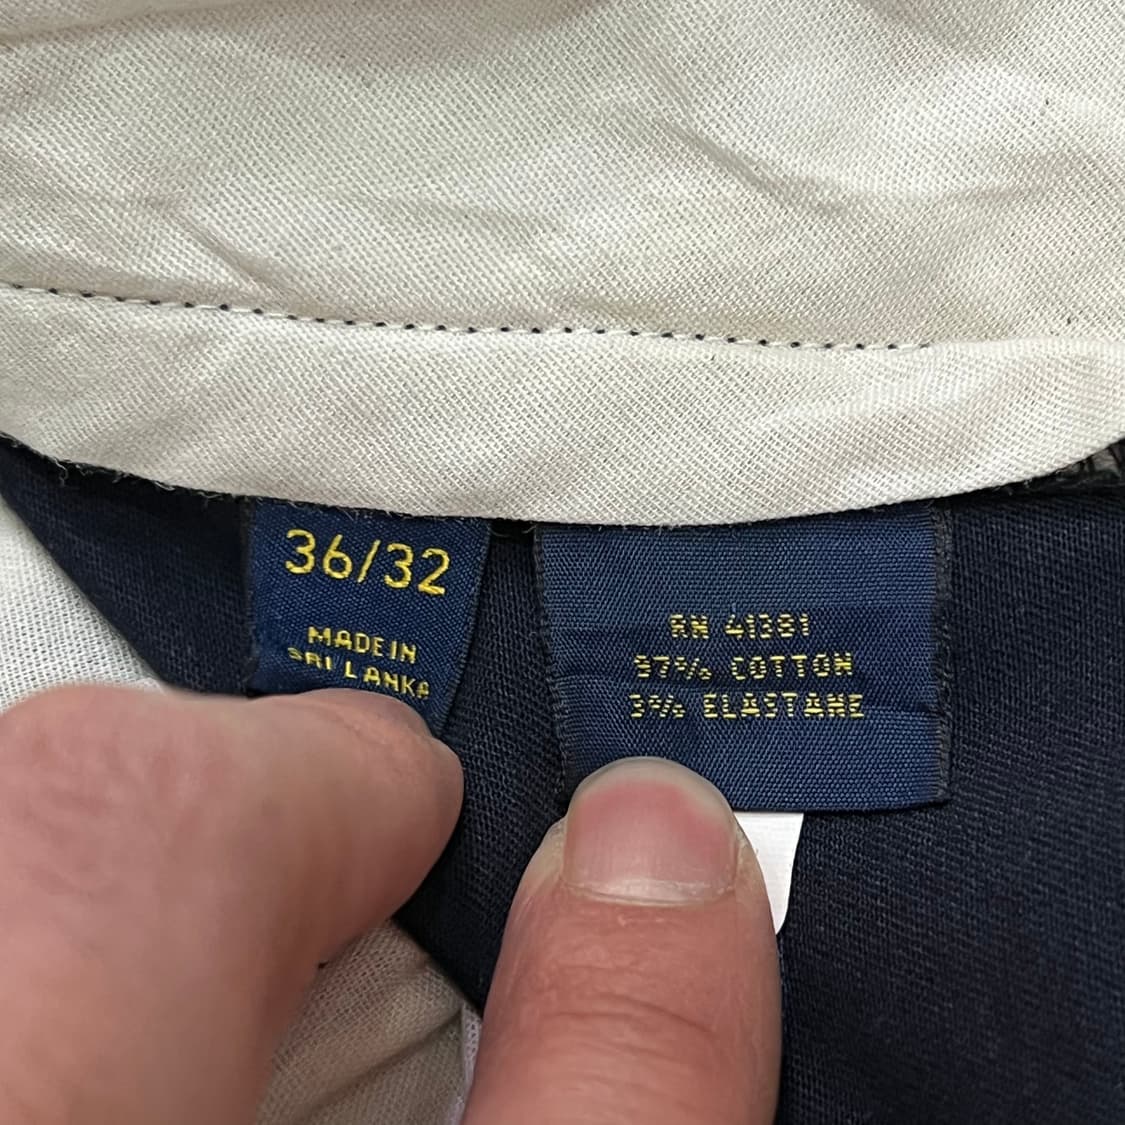 36/32
MADE IN
SRI LANKA
RN 41381
97% COTTON
3% ELASTANE